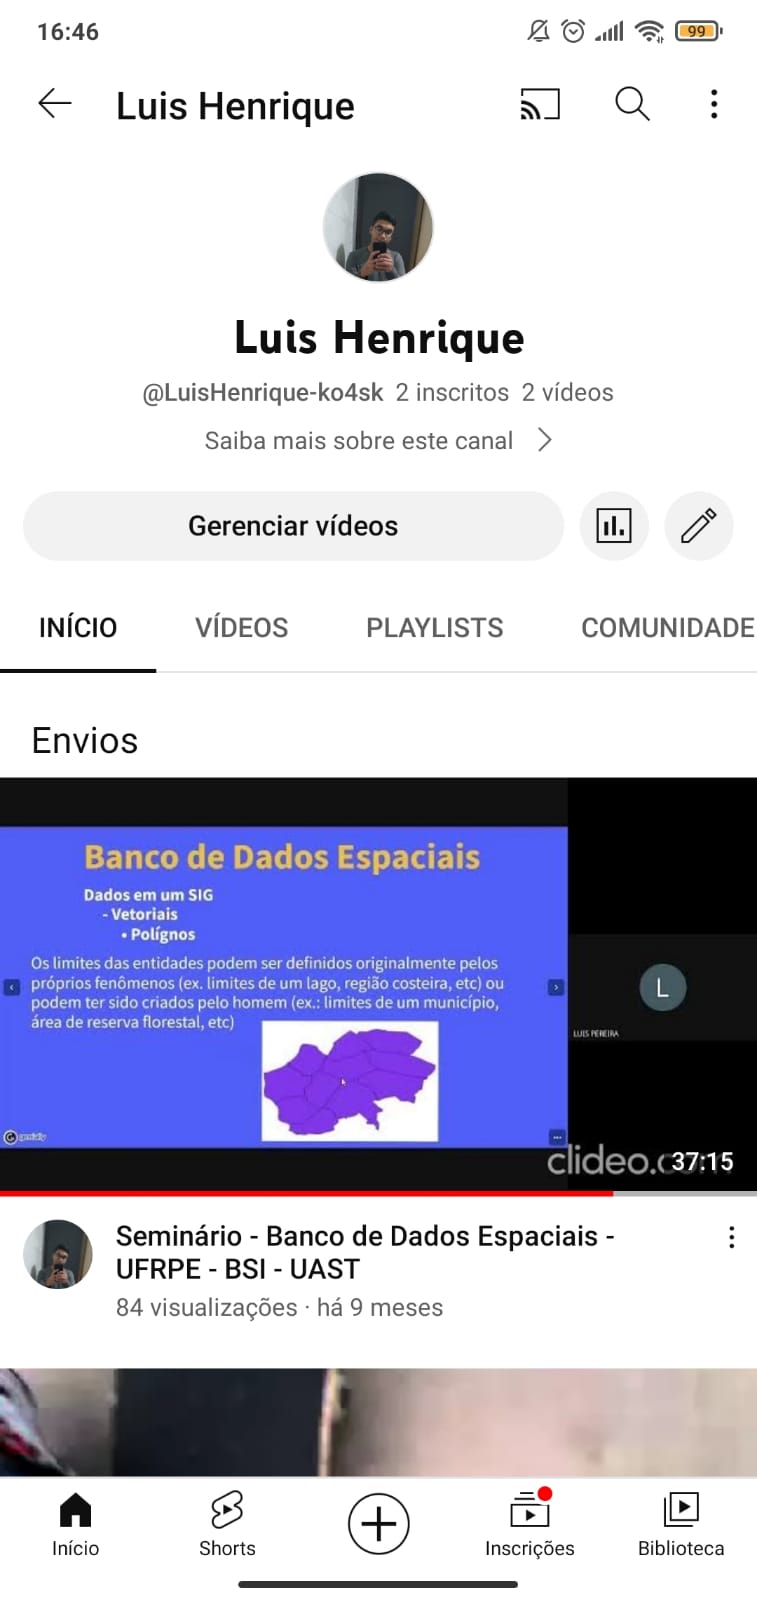 16:46
99
Luis Henrique
Luis Henrique
@LuisHenrique-ko4sk 2 inscritos 2 vídeos
Saiba mais sobre este canal
Gerenciar vídeos
INÍCIO
VÍDEOS
PLAYLISTS
COMUNIDADE
Envios
Banco de Dados Espaciais
Dados em um SIG
- Vetoriais
• Polígnos
Os limites das entidades podem ser definidos originalmente pelos
próprios fenômenos (ex. limites de um lago, região costeira, etc) ou
podem ter sido criados pelo homem (ex.: limites de um município,
área de reserva florestal, etc)
L
LUIS PEREIRA
genially
clideo.c
37:15
Seminário - Banco de Dados Espaciais -
UFRPE - BSI - UAST
84 visualizações · há 9 meses
Início
Shorts
Inscrições
Biblioteca